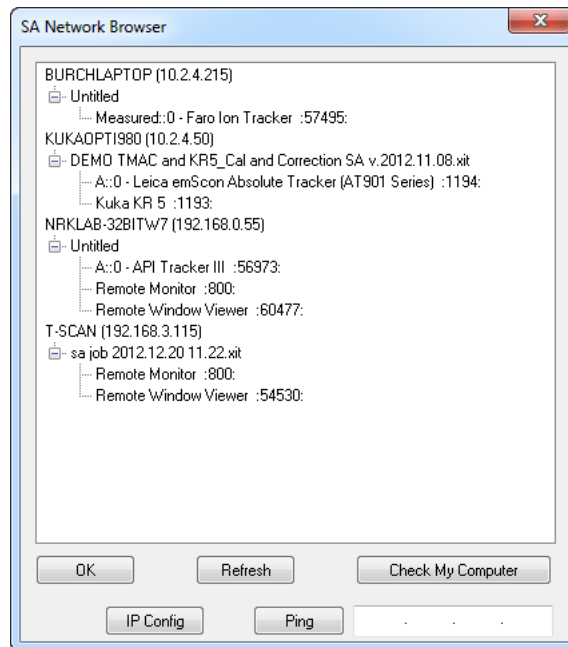 SA Network Browser
BURCHLAPTOP (10.2.4.215)
Untitled
Measured::0 - Faro Ion Tracker :57495:
KUKAOPTI980 (10.2.4.50)
DEMO TMAC and KR5_Cal and Correction SA v.2012.11.08.xit
A::0 - Leica emScon Absolute Tracker (AT901 Series) :1194:
Kuka KR 5 :1193:
NRKLAB-32BITW7 (192.168.0.55)
Untitled
A::0 - API Tracker III :56973:
Remote Monitor :800:
Remote Window Viewer :60477:
T-SCAN (192.168.3.115)
sa job 2012.12.20 11.22.xit
Remote Monitor :800:
Remote Window Viewer :54530:
OK Refresh Check My Computer
IP Config Ping . . .